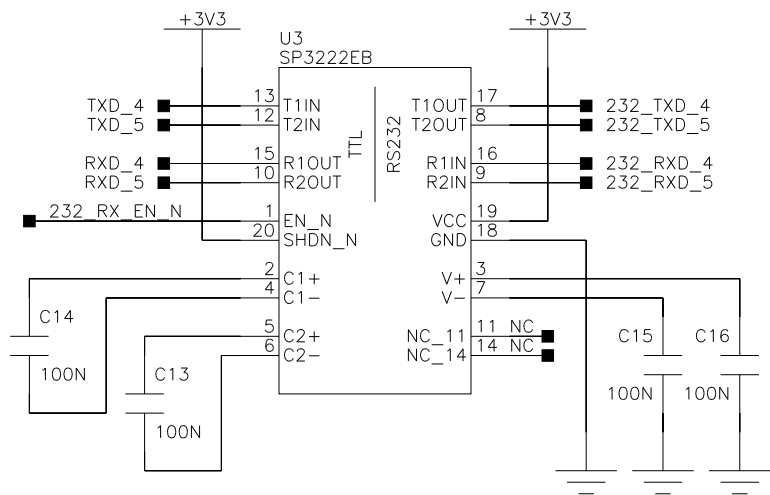 +3V3
+3V3
U3
SP3222EB
TXD_4 13 T1IN T1OUT 17 232_TXD_4
TXD_5 12 T2IN T2OUT 8 232_TXD_5
TTL
RS232
RXD_4 15 R1OUT R1IN 16 232_RXD_4
RXD_5 10 R2OUT R2IN 9 232_RXD_5
232_RX_EN_N 1 EN_N VCC 19
20 SHDN_N GND 18
2 C1+ V+ 3
4 C1- V- 7
C14
100N
5 C2+ NC_11 11 NC
6 C2- NC_14 14 NC
C15 C16
C13
100N 100N
100N